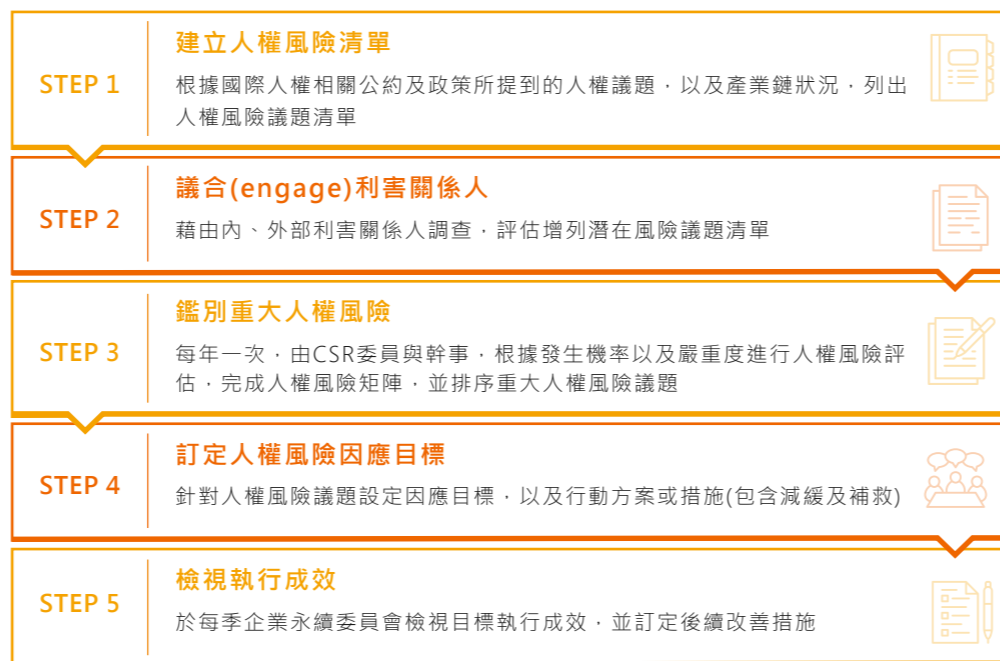 STEP 1
建立人權風險清單
根據國際人權相關公約及政策所提到的人權議題，以及產業鏈狀況，列出
人權風險議題清單
STEP 2
議合(engage)利害關係人
藉由內、外部利害關係人調查，評估增列潛在風險議題清單
STEP 3
鑑別重大人權風險
每年一次，由CSR委員與幹事，根據發生機率以及嚴重度進行人權風險評
估，完成人權風險矩陣，並排序重大人權風險議題
STEP 4
訂定人權風險因應目標
針對人權風險議題設定因應目標，以及行動方案或措施(包含減緩及補救)
STEP 5
檢視執行成效
於每季企業永續委員會檢視目標執行成效，並訂定後續改善措施